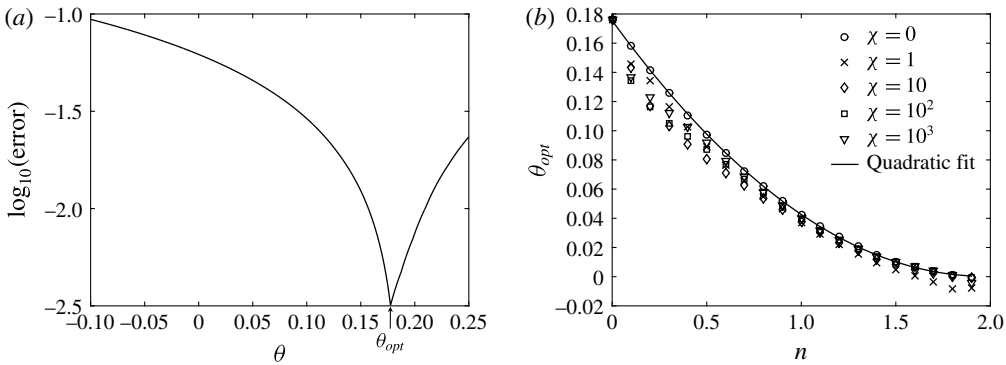 (a)
–1.0
–1.5
–2.0
–2.5
log10(error)
–0.10 –0.05 0 0.05 0.10 0.15 0.20 0.25
θopt
θ
(b)
0.18
0.16
0.14
0.12
0.10
0.08
0.06
0.04
0.02
0
–0.02
θopt
χ = 0
χ = 1
χ = 10
χ = 10²
χ = 10³
Quadratic fit
0 0.5 1.0 1.5 2.0
n